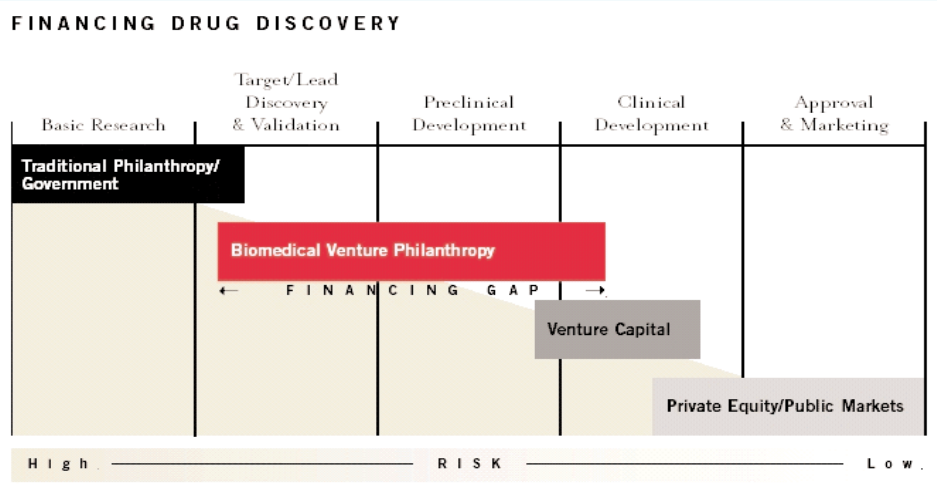 FINANCING DRUG DISCOVERY
Basic Research
Target/Lead
Discovery
& Validation
Preclinical
Development
Clinical
Development
Approval
& Marketing
Traditional Philanthropy/
Government
Biomedical Venture Philanthropy
FINANCING GAP
Venture Capital
Private Equity/Public Markets
High RISK Low